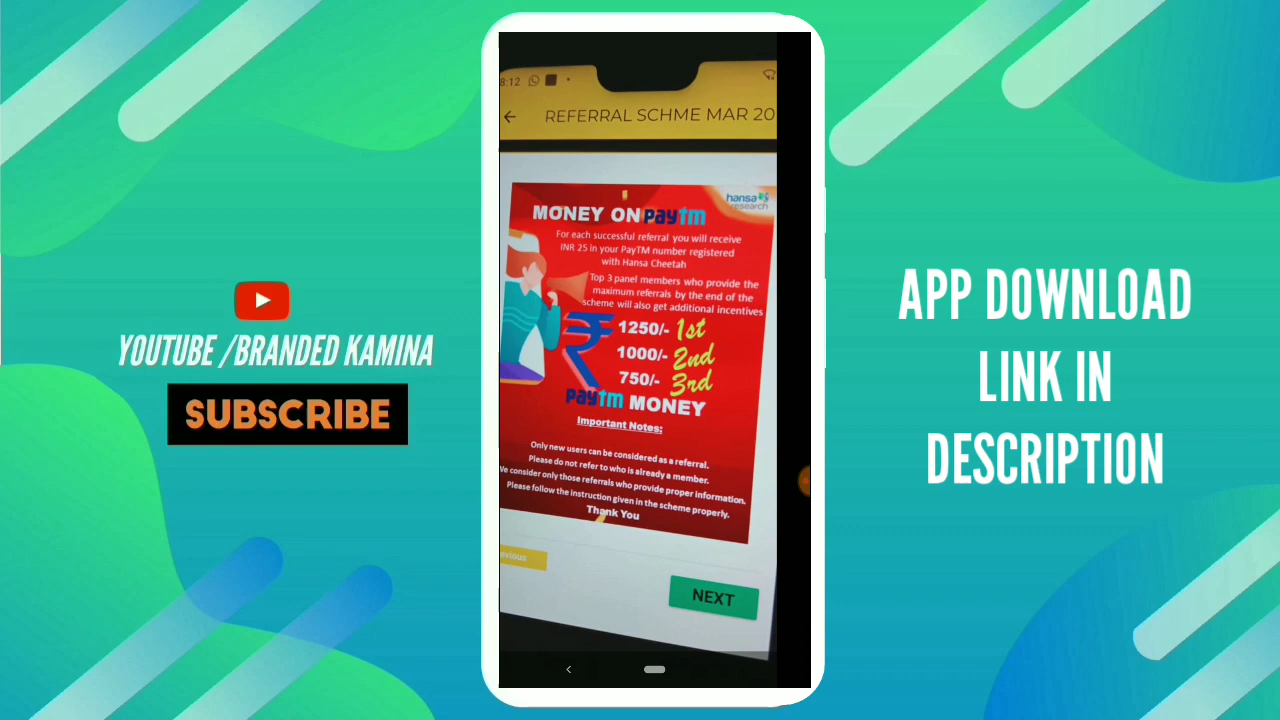 YOUTUBE /BRANDED KAMINA
SUBSCRIBE
8:12
REFERRAL SCHME MAR 20
hansa
research
MONEY ON paytm
For each successful referral you will receive
INR 25 in your PayTM number registered
with Hansa Cheetah
Top 3 panel members who provide the
maximum referrals by the end of the
scheme will also get additional incentives
1250/- 1st
1000/- 2nd
750/- 3rd
paytm MONEY
Important Notes:
Only new users can be considered as a referral.
Please do not refer to who is already a member.
We consider only those referrals who provide proper information.
Please follow the instruction given in the scheme properly.
Thank You
evious
NEXT
APP DOWNLOAD
LINK IN
DESCRIPTION